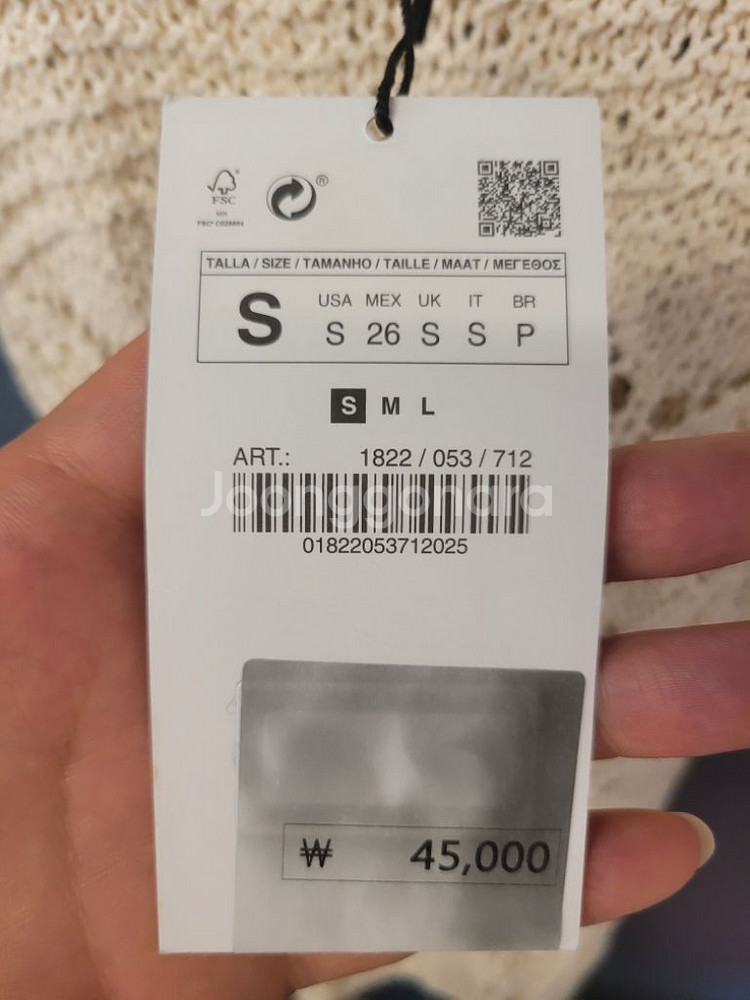 FSC
®
TALLA / SIZE / TAMANHO / TAILLE / MAAT / ΜΕΓΕΘΟΣ
S
USA MEX UK IT BR
S 26 S S P
S M L
ART.: 1822 / 053 / 712
Joonggonara
01822053712025
₩ 45,000